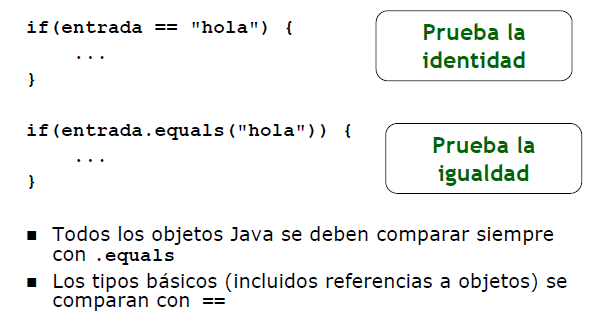 if(entrada == "hola") {
...
}
Prueba la
identidad
if(entrada.equals("hola")) {
...
}
Prueba la
igualdad
▪ Todos los objetos Java se deben comparar siempre
con .equals
▪ Los tipos básicos (incluidos referencias a objetos) se
comparan con ==